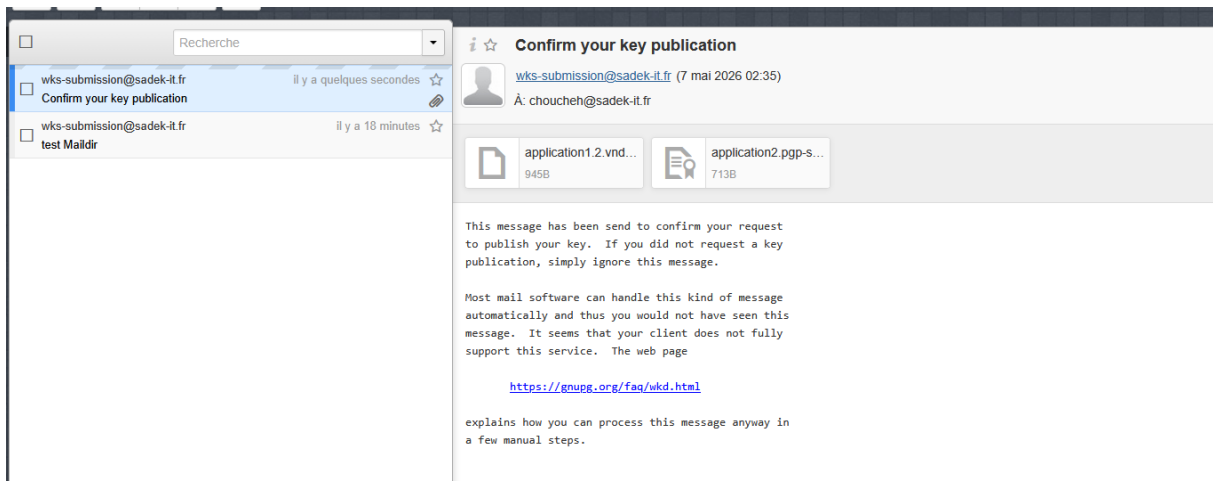 Recherche
wks-submission@sadek-it.fr il y a quelques secondes
Confirm your key publication
wks-submission@sadek-it.fr il y a 18 minutes
test Maildir
Confirm your key publication
wks-submission@sadek-it.fr (7 mai 2026 02:35)
À: choucheh@sadek-it.fr
application1.2.vnd...
945B
application2.pgp-s...
713B
This message has been send to confirm your request
to publish your key. If you did not request a key
publication, simply ignore this message.
Most mail software can handle this kind of message
automatically and thus you would not have seen this
message. It seems that your client does not fully
support this service. The web page
https://gnupg.org/faq/wkd.html
explains how you can process this message anyway in
a few manual steps.